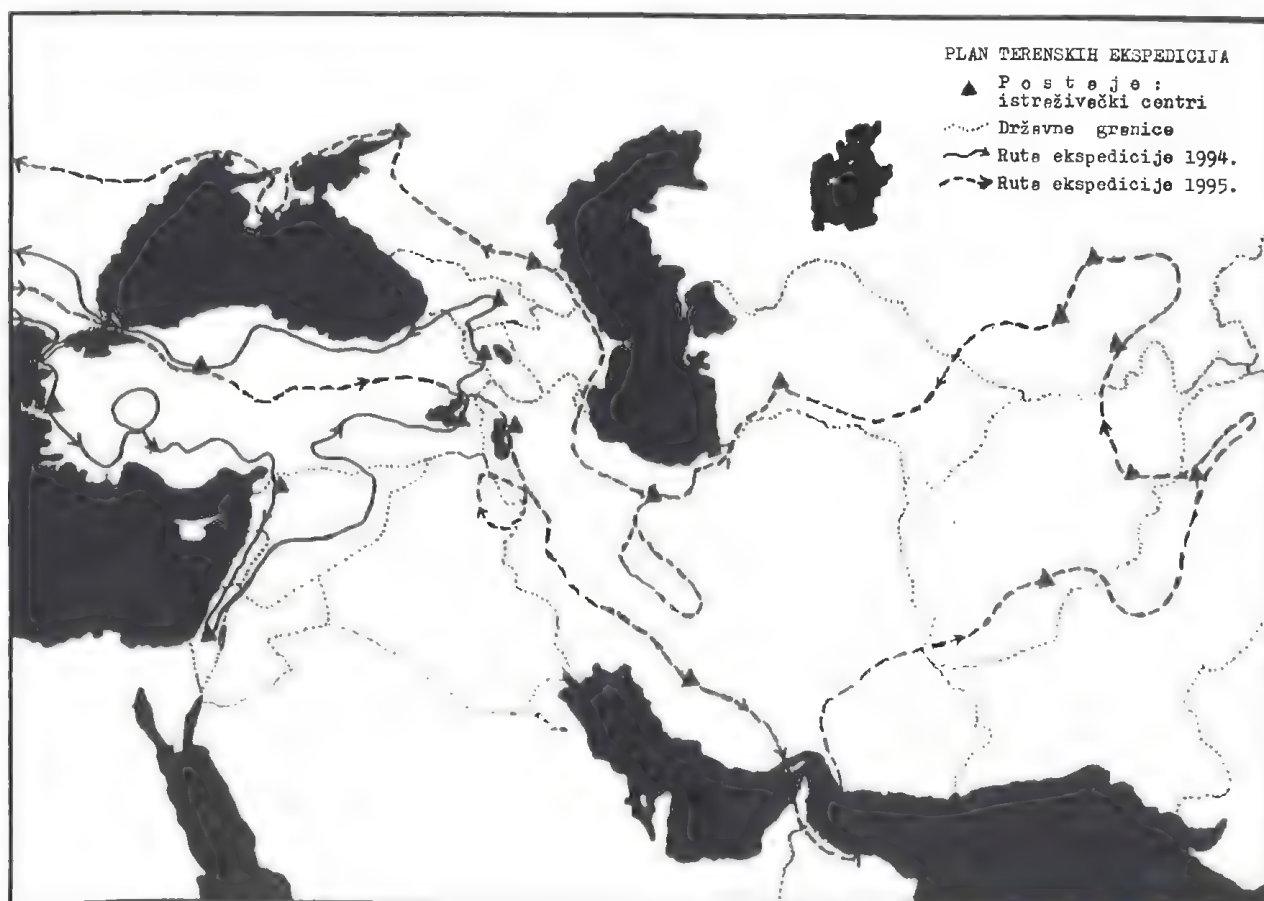 PLAN TERENSKIH EKSPEDICIJA
P o s t a j e :
istraživački centri
Državne granice
Ruta ekspedicije 1994.
Ruta ekspedicije 1995.